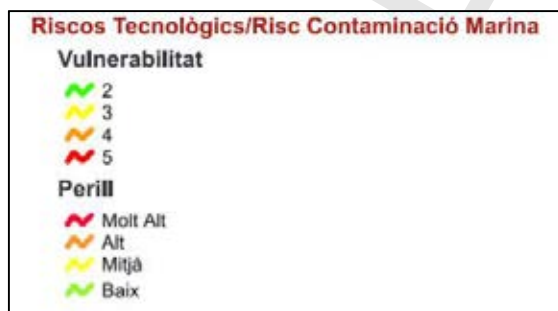 Riscos Tecnològics/Risc Contaminació Marina
Vulnerabilitat
2
3
4
5
Perill
Molt Alt
Alt
Mitjà
Baix